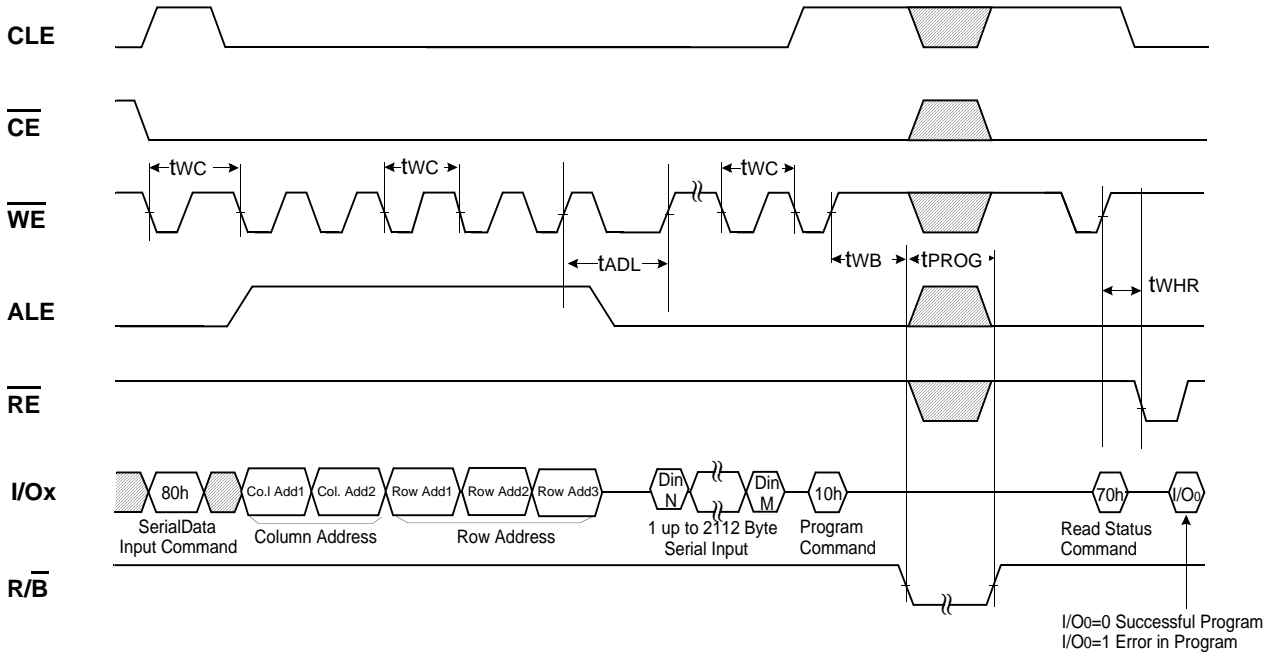 CLE
CE
tWC
tWC
tWC
WE
tADL
tWB
tPROG
tWHR
ALE
RE
I/Ox
80h
Co.l Add1
Col. Add2
Row Add1
Row Add2
Row Add3
Din
N
Din
M
10h
70h
I/O0
SerialData
Input Command
Column Address
Row Address
1 up to 2112 Byte
Serial Input
Program
Command
Read Status
Command
R/B
I/O0=0 Successful Program
I/O0=1 Error in Program